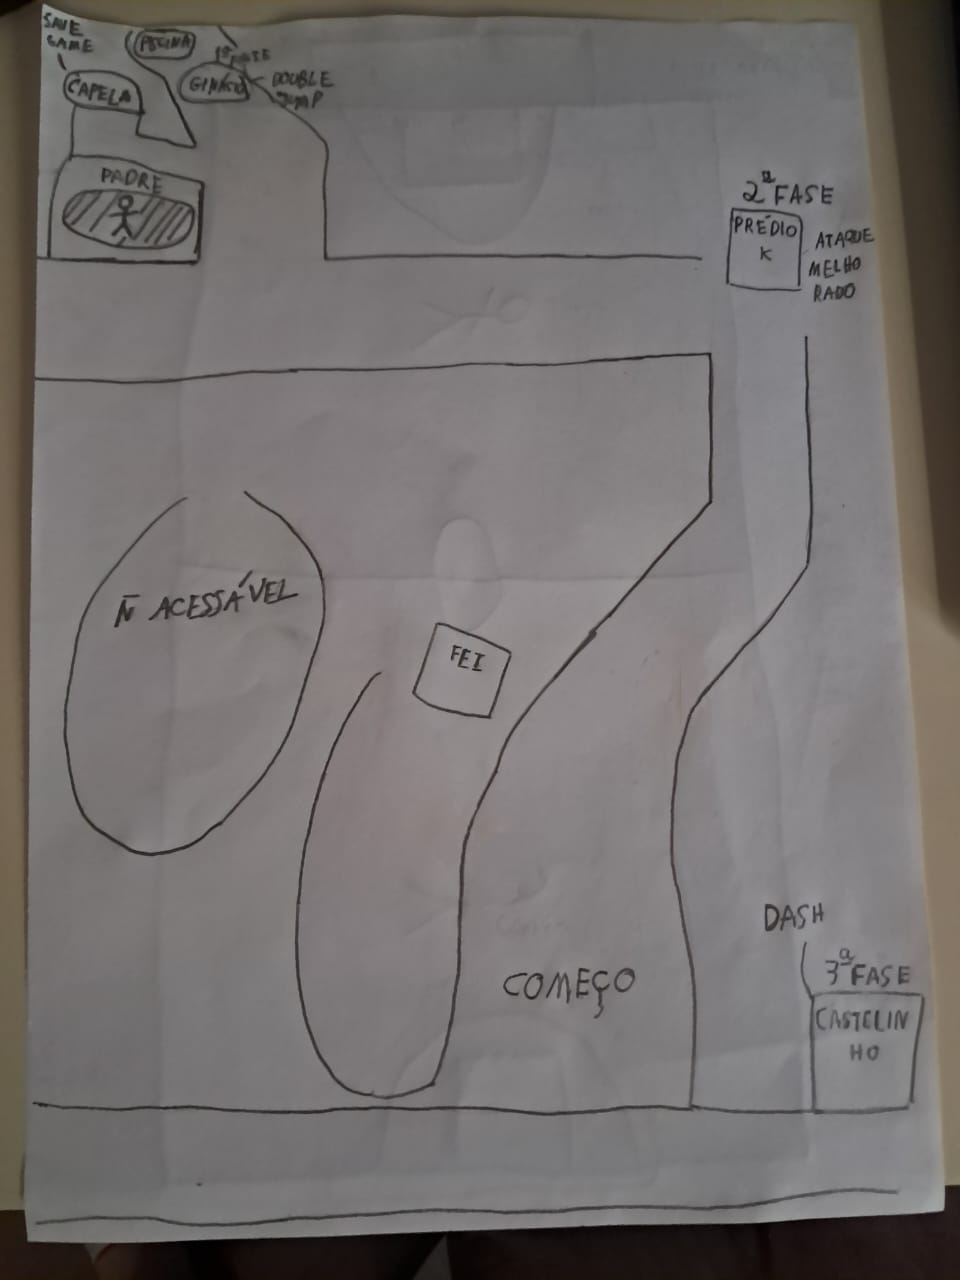 SAVE
GAME
PISCINA
1ª FASE
CAPELA
GINÁSIO
DOUBLE
JUMP
PADRE
2ª FASE
PRÉDIO
K
ATAQUE
MELHO
RADO
Ñ ACESSÁVEL
FEI
DASH
COMEÇO
3ª FASE
CASTELIN
HO